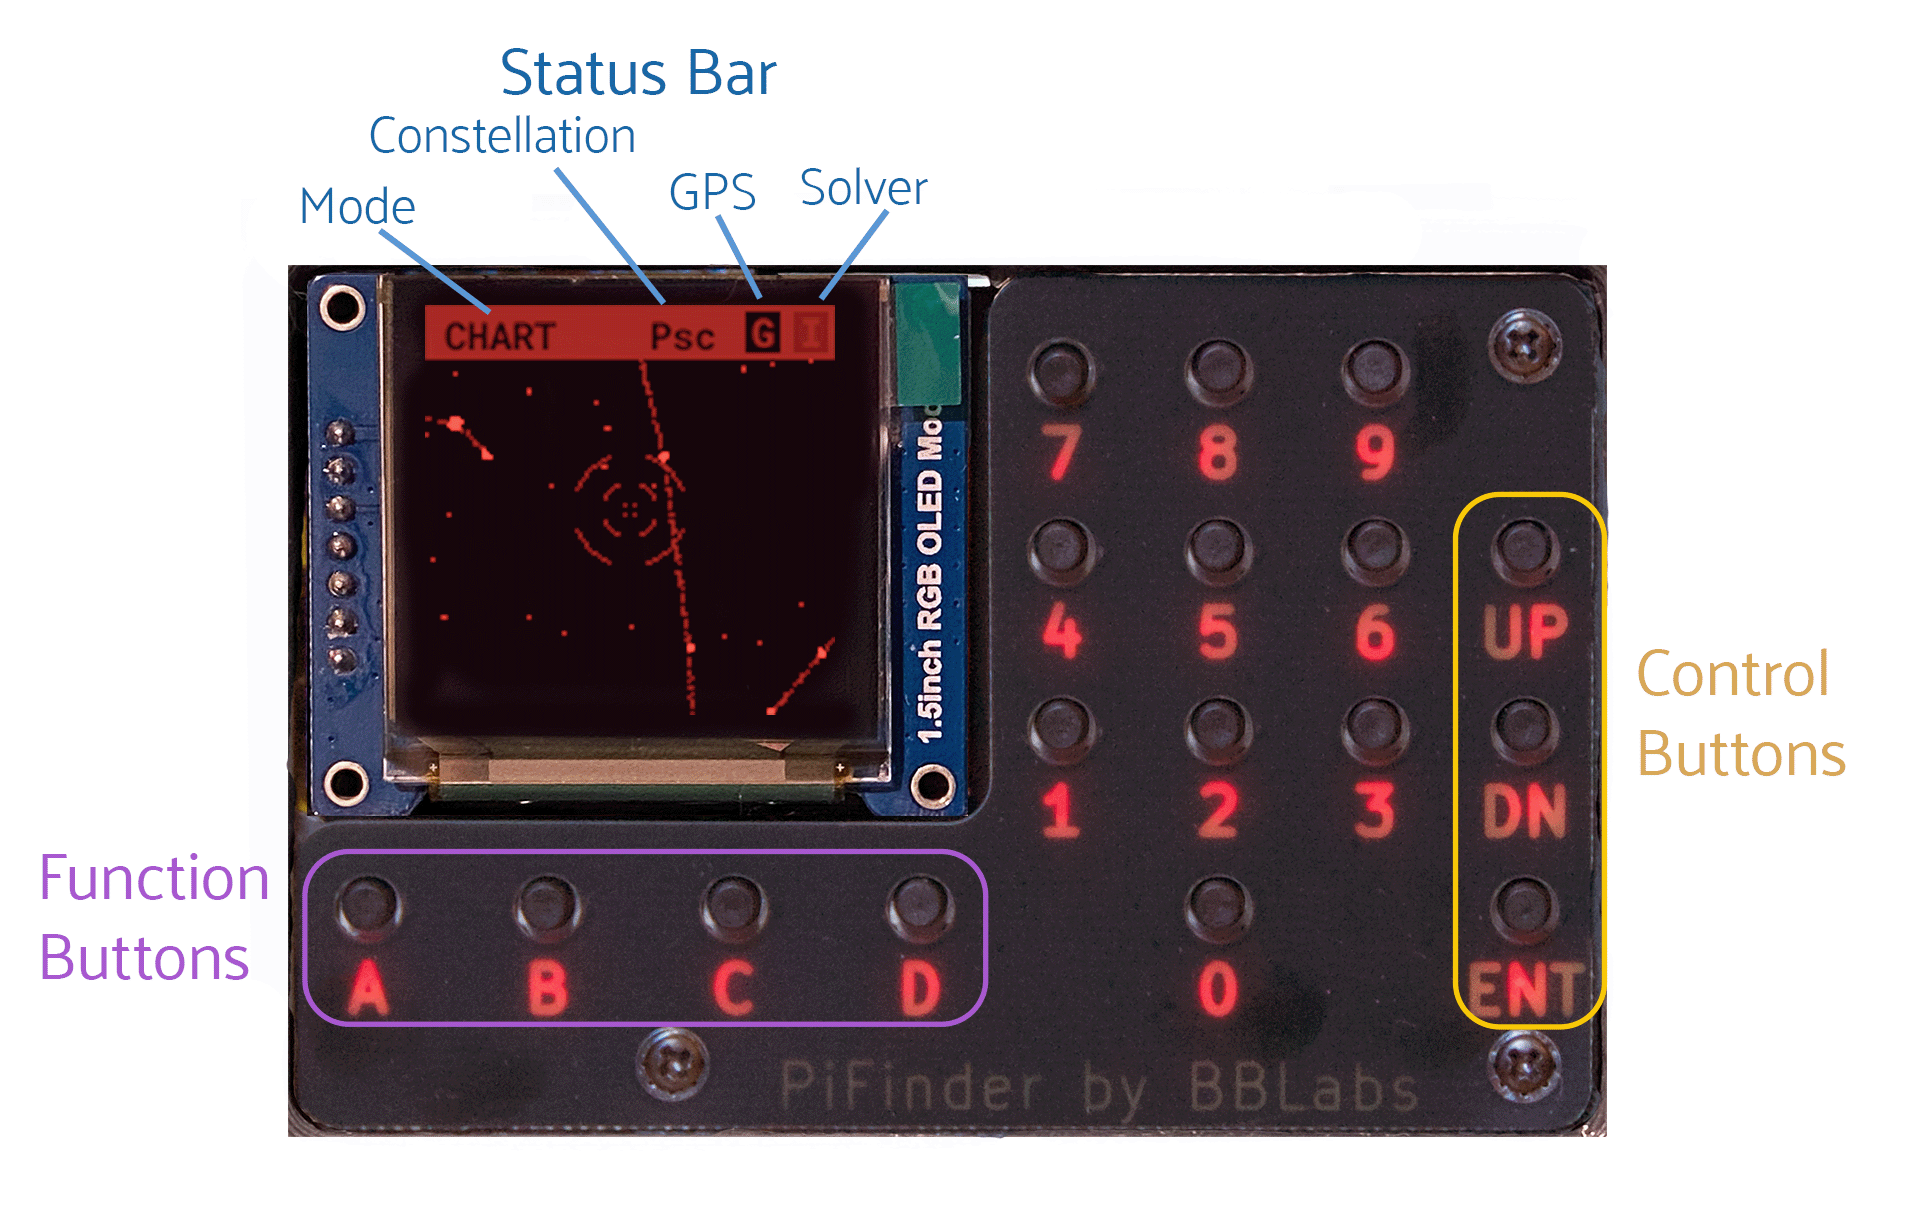 Status Bar
Constellation
Mode
GPS
Solver
CHART Psc G I
1.5inch RGB OLED Mod
7 8 9
4 5 6 UP
1 2 3 DN
Control
Buttons
Function
Buttons
A B C D 0 ENT
PiFinder by BBLabs